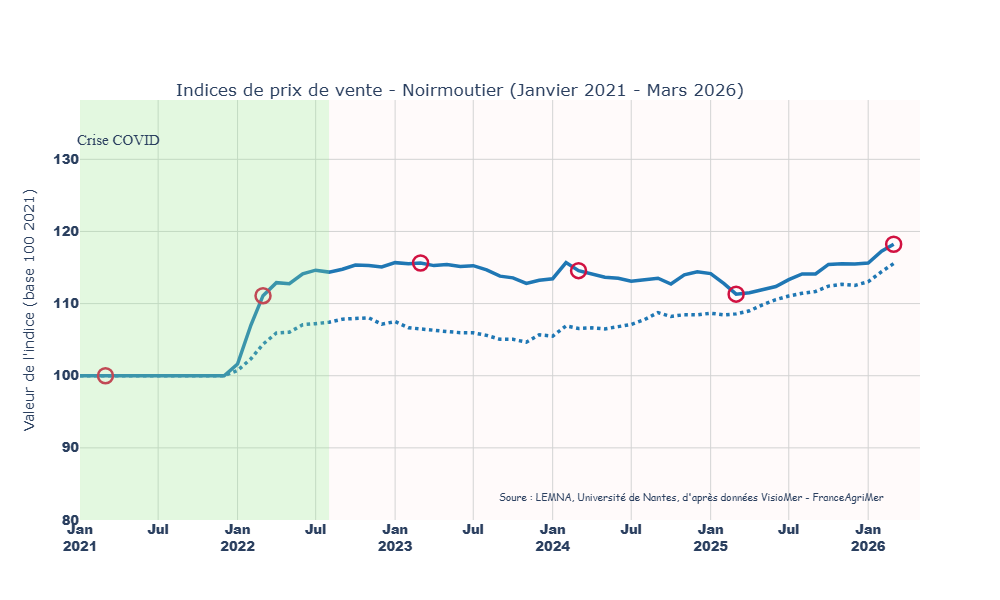 Indices de prix de vente - Noirmoutier (Janvier 2021 - Mars 2026)
Crise COVID
Valeur de l'indice (base 100 2021)
130
120
110
100
90
80
Soure : LEMNA, Université de Nantes, d'après données VisioMer - FranceAgriMer
Jan Jul Jan Jul Jan Jul Jan Jul Jan Jul Jan
2021 2022 2023 2024 2025 2026